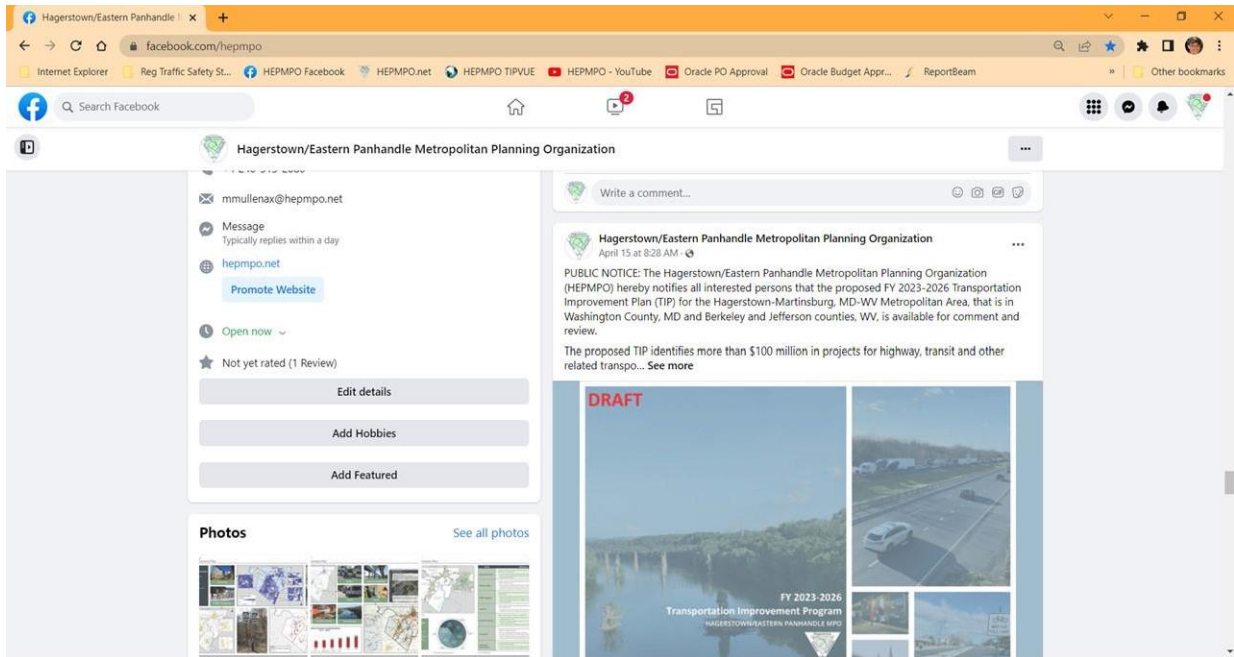 Hagerstown/Eastern Panhandle
facebook.com/hepmpo
Internet Explorer
Reg Traffic Safety St...
HEPMPO Facebook
HEPMPO.net
HEPMPO TIPVUE
HEPMPO - YouTube
Oracle PO Approval
Oracle Budget Appr...
ReportBeam
»
Other bookmarks
Search Facebook
2
Hagerstown/Eastern Panhandle Metropolitan Planning Organization
mmullenax@hepmpo.net
Message
Typically replies within a day
hepmpo.net
Promote Website
Open now
Not yet rated (1 Review)
Edit details
Add Hobbies
Add Featured
Photos
See all photos
Write a comment...
GIF
Hagerstown/Eastern Panhandle Metropolitan Planning Organization
April 15 at 8:28 AM ·
PUBLIC NOTICE: The Hagerstown/Eastern Panhandle Metropolitan Planning Organization
(HEPMPO) hereby notifies all interested persons that the proposed FY 2023-2026 Transportation
Improvement Plan (TIP) for the Hagerstown-Martinsburg, MD-WV Metropolitan Area, that is in
Washington County, MD and Berkeley and Jefferson counties, WV, is available for comment and
review.
The proposed TIP identifies more than $100 million in projects for highway, transit and other
related transpo... See more
DRAFT
FY 2023-2026
Transportation Improvement Program
HAGERSTOWN/EASTERN PANHANDLE MPO